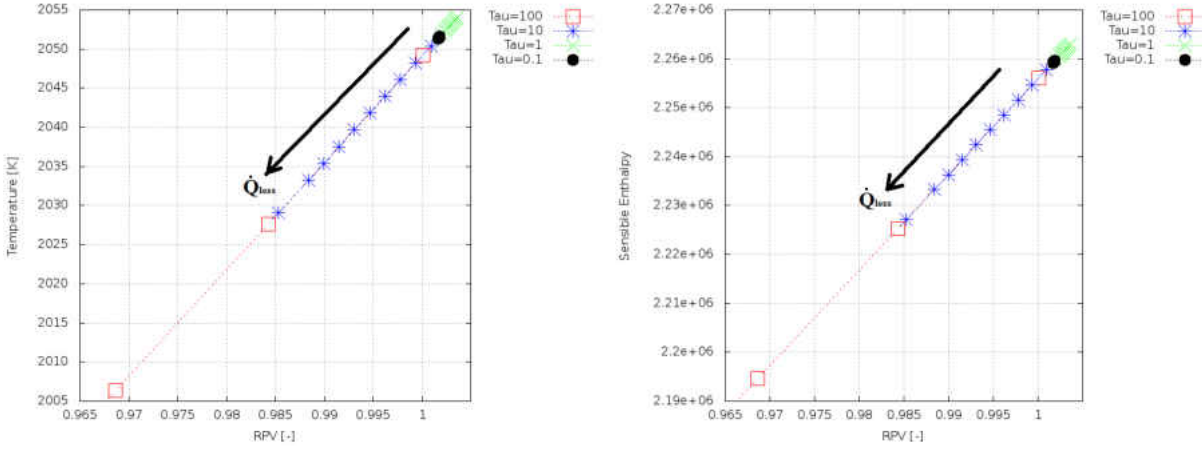 2055
2050
2045
2040
2035
2030
2025
2020
2015
2010
2005
Temperature [K]
0.965
0.97
0.975
0.98
0.985
0.99
0.995
1
RPV [-]
Q̇loss
Tau=100
Tau=10
Tau=1
Tau=0.1
2.27e+06
2.26e+06
2.25e+06
2.24e+06
2.23e+06
2.22e+06
2.21e+06
2.2e+06
2.19e+06
Sensible Enthalpy
0.965
0.97
0.975
0.98
0.985
0.99
0.995
1
RPV [-]
Q̇loss
Tau=100
Tau=10
Tau=1
Tau=0.1